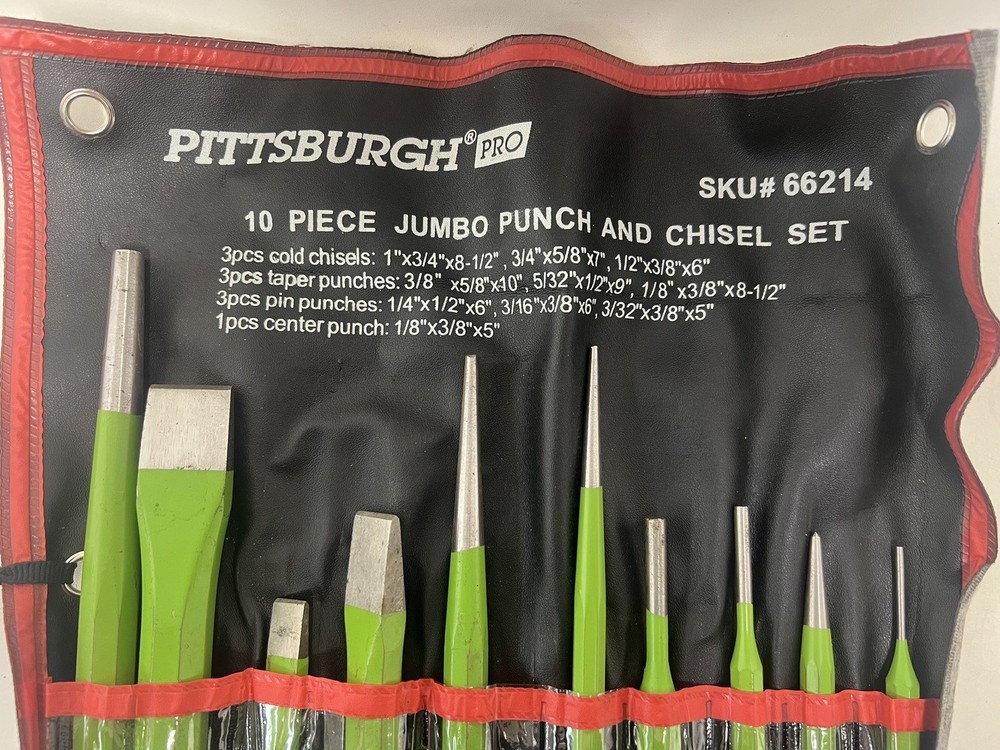 PITTSBURGH® PRO
SKU# 66214
10 PIECE JUMBO PUNCH AND CHISEL SET
3pcs cold chisels: 1"x3/4"x8-1/2" , 3/4"x5/8"x7", 1/2"x3/8"x6"
3pcs taper punches: 3/8" x5/8"x10", 5/32"x1/2"x9", 1/8" x3/8"x8-1/2"
3pcs pin punches: 1/4"x1/2"x6", 3/16"x3/8"x6", 3/32"x3/8"x5"
1pcs center punch: 1/8"x3/8"x5"